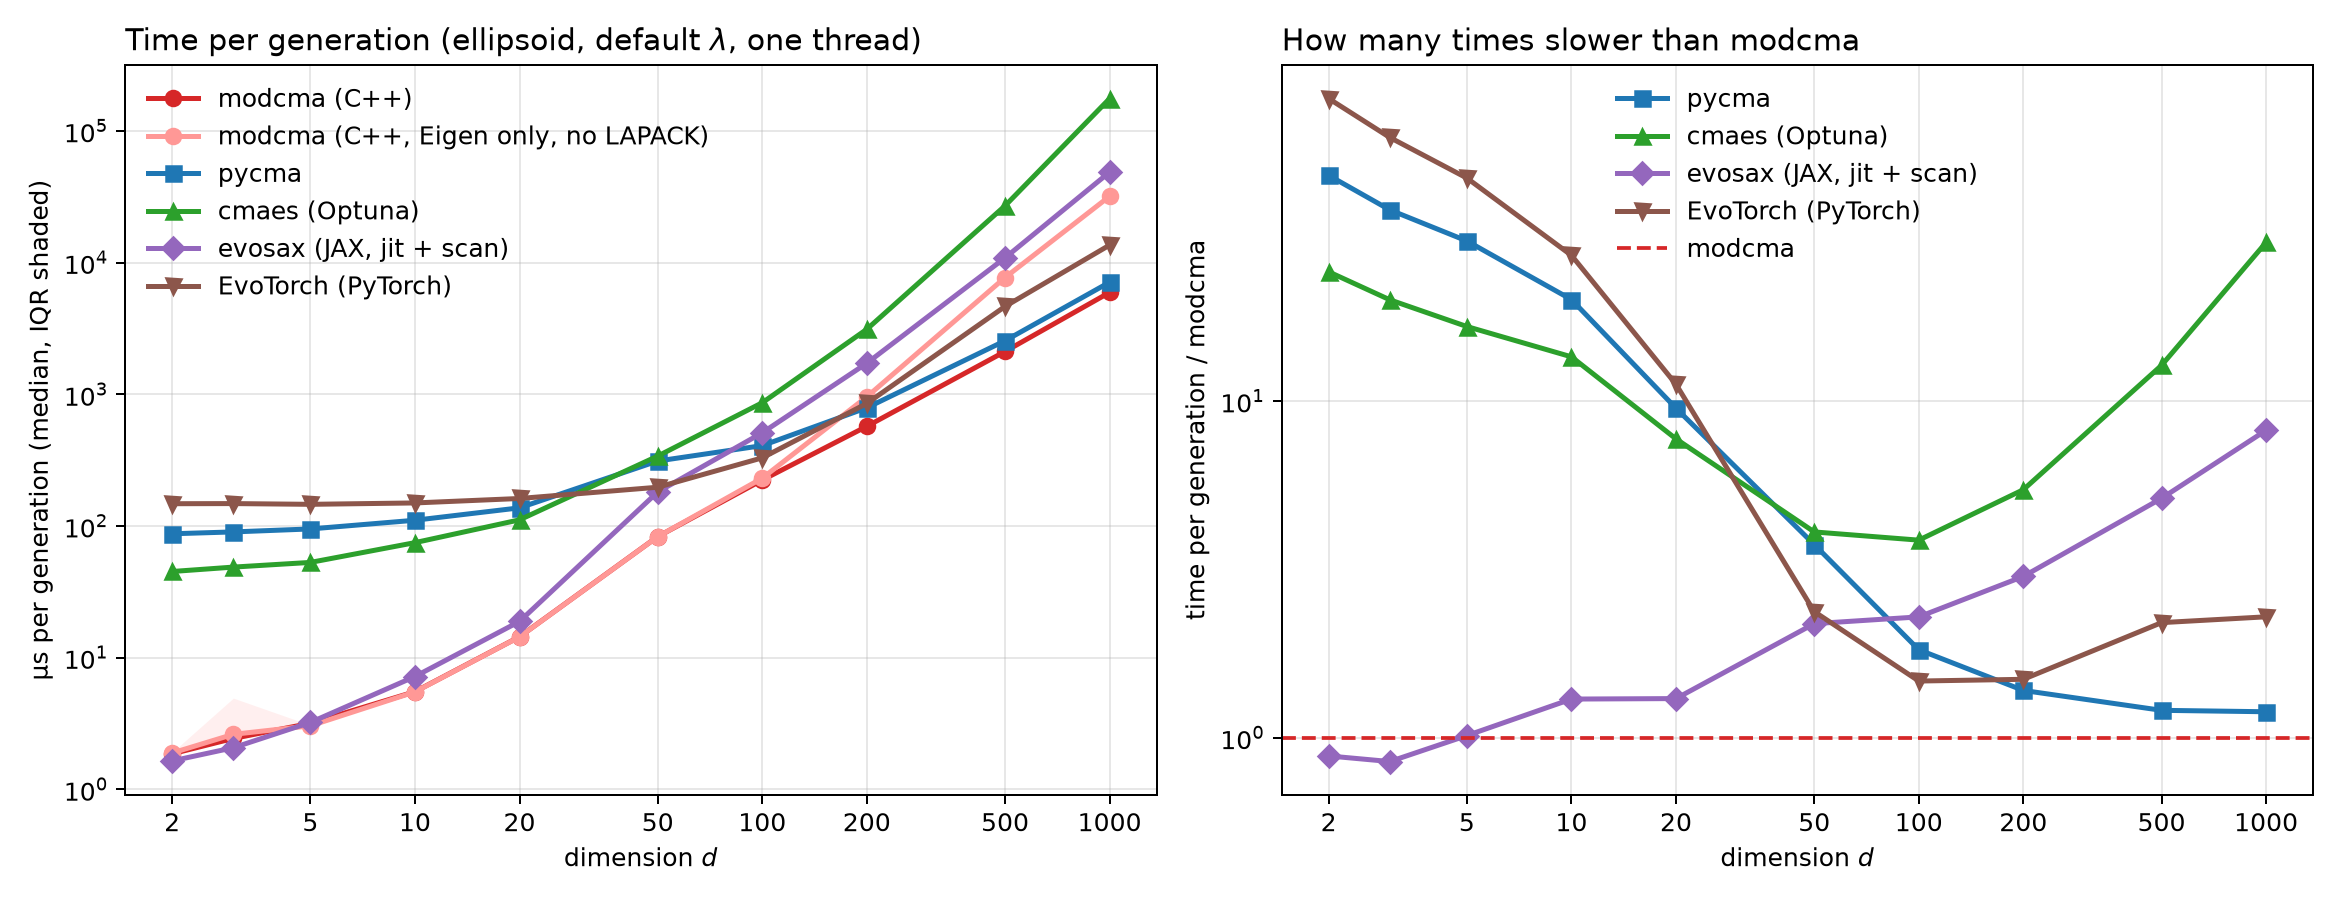 Time per generation (ellipsoid, default λ, one thread)
modcma (C++)
modcma (C++, Eigen only, no LAPACK)
pycma
cmaes (Optuna)
evosax (JAX, jit + scan)
EvoTorch (PyTorch)
µs per generation (median, IQR shaded)
10⁵
10⁴
10³
10²
10¹
10⁰
2 5 10 20 50 100 200 500 1000
dimension d
How many times slower than modcma
pycma
cmaes (Optuna)
evosax (JAX, jit + scan)
EvoTorch (PyTorch)
modcma
time per generation / modcma
10¹
10⁰
2 5 10 20 50 100 200 500 1000
dimension d